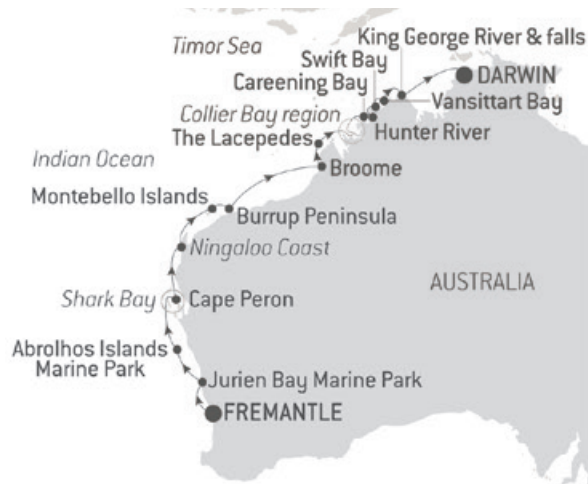 King George River & falls
Timor Sea
Swift Bay
DARWIN
Careening Bay
Vansittart Bay
Collier Bay region
Hunter River
The Lacepedes
Indian Ocean
Broome
Montebello Islands
Burrup Peninsula
Ningaloo Coast
AUSTRALIA
Shark Bay
Cape Peron
Abrolhos Islands
Marine Park
Jurien Bay Marine Park
FREMANTLE